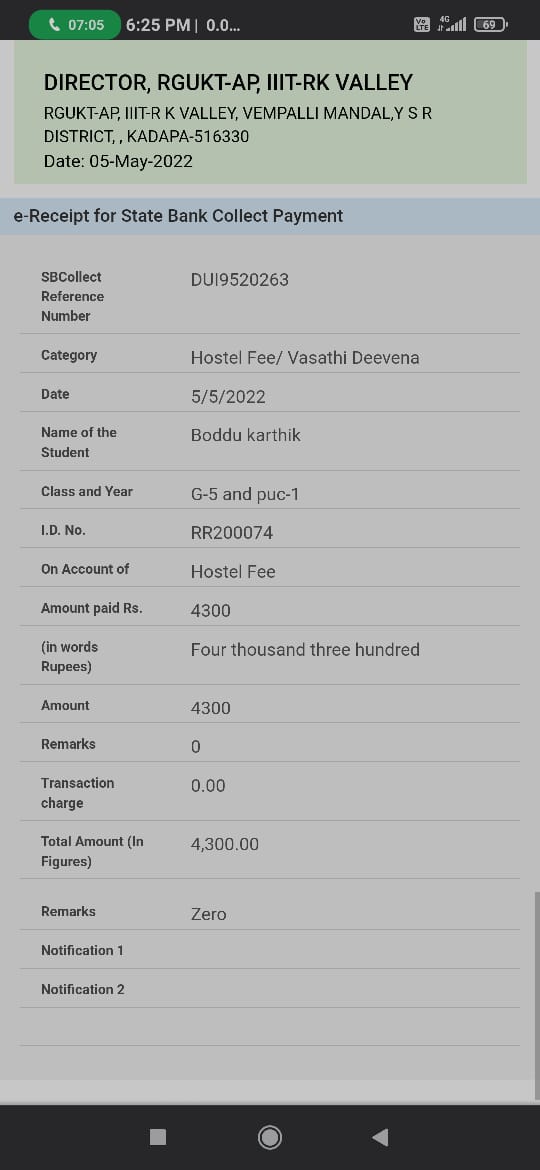 07:05 6:25 PM | 0.0...
Vo LTE 4G 69
DIRECTOR, RGUKT-AP, IIIT-RK VALLEY
RGUKT-AP, IIIT-R K VALLEY, VEMPALLI MANDAL,Y S R
DISTRICT, , KADAPA-516330
Date: 05-May-2022
e-Receipt for State Bank Collect Payment
SBCollect
Reference
Number
DUI9520263
Category
Hostel Fee/ Vasathi Deevena
Date
5/5/2022
Name of the
Student
Boddu karthik
Class and Year
G-5 and puc-1
I.D. No.
RR200074
On Account of
Hostel Fee
Amount paid Rs.
4300
(in words
Rupees)
Four thousand three hundred
Amount
4300
Remarks
0
Transaction
charge
0.00
Total Amount (In
Figures)
4,300.00
Remarks
Zero
Notification 1
Notification 2